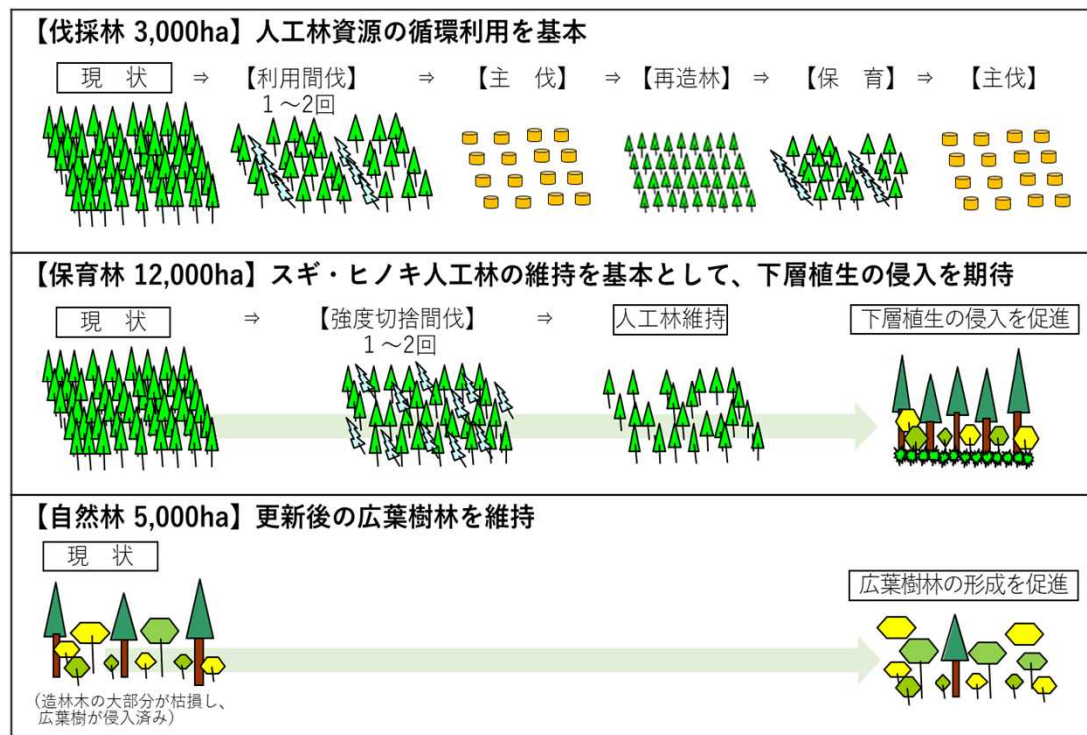 【伐採林 3,000ha】人工林資源の循環利用を基本
現 状 ⇒ 【利用間伐】 ⇒ 【主 伐】 ⇒ 【再造林】 ⇒ 【保 育】 ⇒ 【主伐】
１～2回
【保育林 12,000ha】スギ・ヒノキ人工林の維持を基本として、下層植生の侵入を期待
現 状 ⇒ 【強度切捨間伐】 ⇒ 人工林維持 下層植生の侵入を促進
１～2回
【自然林 5,000ha】更新後の広葉樹林を維持
現 状
広葉樹林の形成を促進
(造林木の大部分が枯損し、
広葉樹が侵入済み)